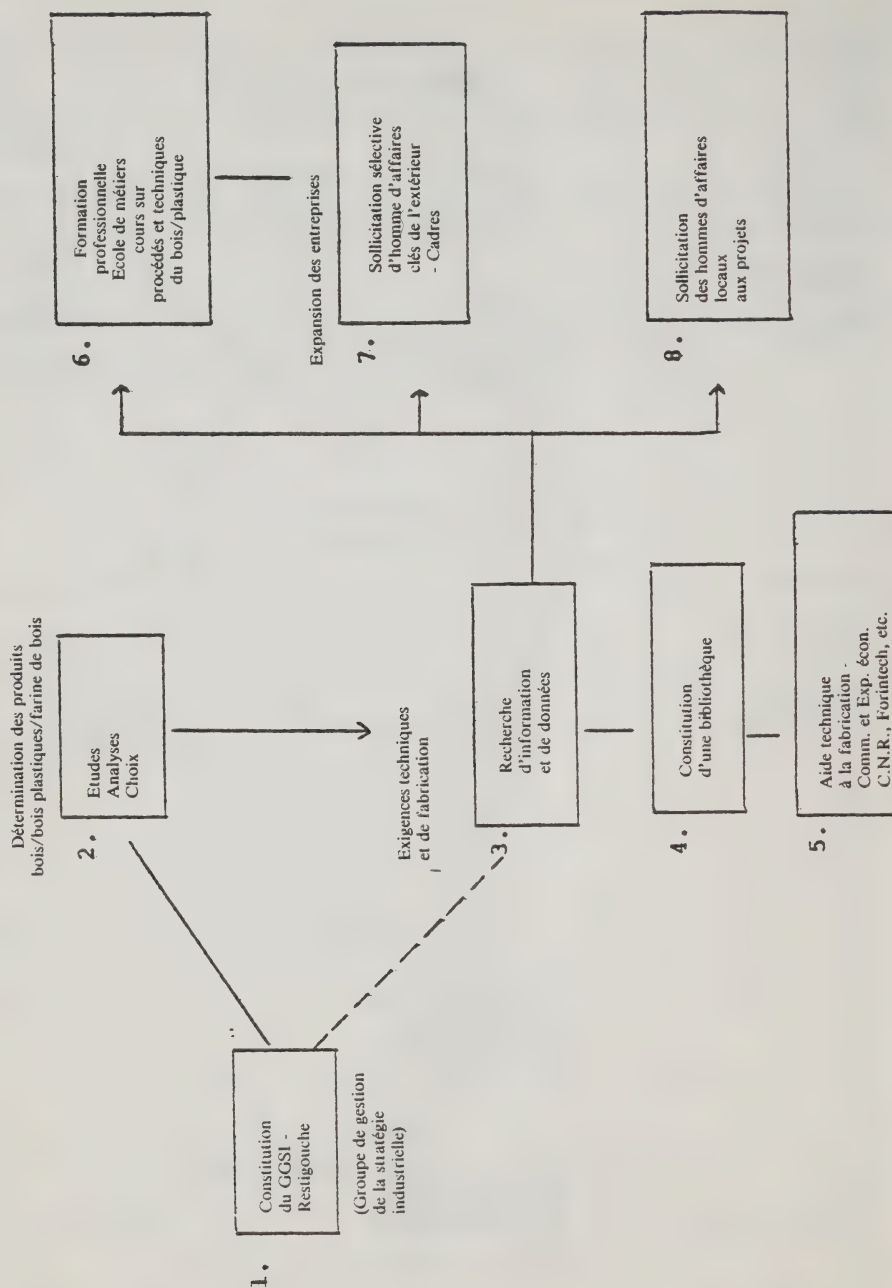 1.
Constitution
du GGSI -
Restigouche
(Groupe de gestion
de la stratégie
industrielle)
Détermination des produits
bois/bois plastiques/farine de bois
2.
Etudes
Analyses
Choix
Exigences techniques
et de fabrication
3.
Recherche
d'information
et de données
4.
Constitution
d'une bibliothèque
5.
Aide technique
à la fabrication -
Comm. et Exp. écon.
C.N.R., Forintech, etc.
6.
Formation
professionnelle
Ecole de métiers
cours sur
procédés et techniques
du bois/plastique
Expansion des entreprises
7.
Sollicitation sélective
d'homme d'affaires
clés de l'extérieur
- Cadres
8.
Sollicitation
des hommes d'affaires
locaux
aux projets